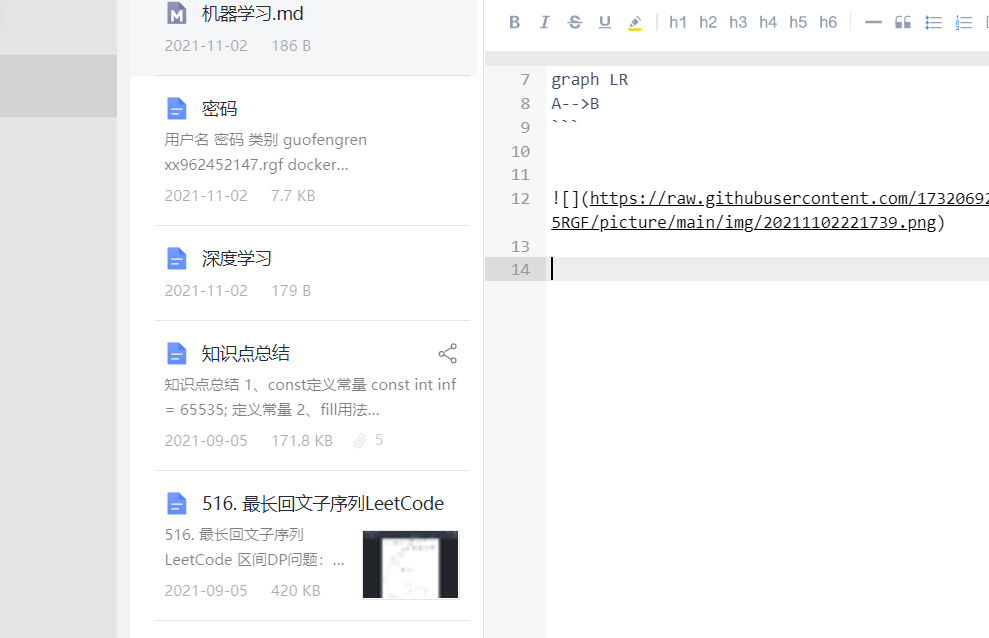 机器学习.md
2021-11-02 186 B
密码
用户名 密码 类别 guofengren
xx962452147.rgf docker...
2021-11-02 7.7 KB
深度学习
2021-11-02 179 B
知识点总结
知识点总结 1、const定义常量 const int inf
= 65535; 定义常量 2、fill用法...
2021-09-05 171.8 KB 5
516. 最长回文子序列LeetCode
516. 最长回文子序列
LeetCode 区间DP问题：...
2021-09-05 420 KB
B I S U h1 h2 h3 h4 h5 h6
7 graph LR
8 A-->B
9 ```
10
11
12 ![](https://raw.githubusercontent.com/1732069
5RGF/picture/main/img/20211102221739.png)
13
14